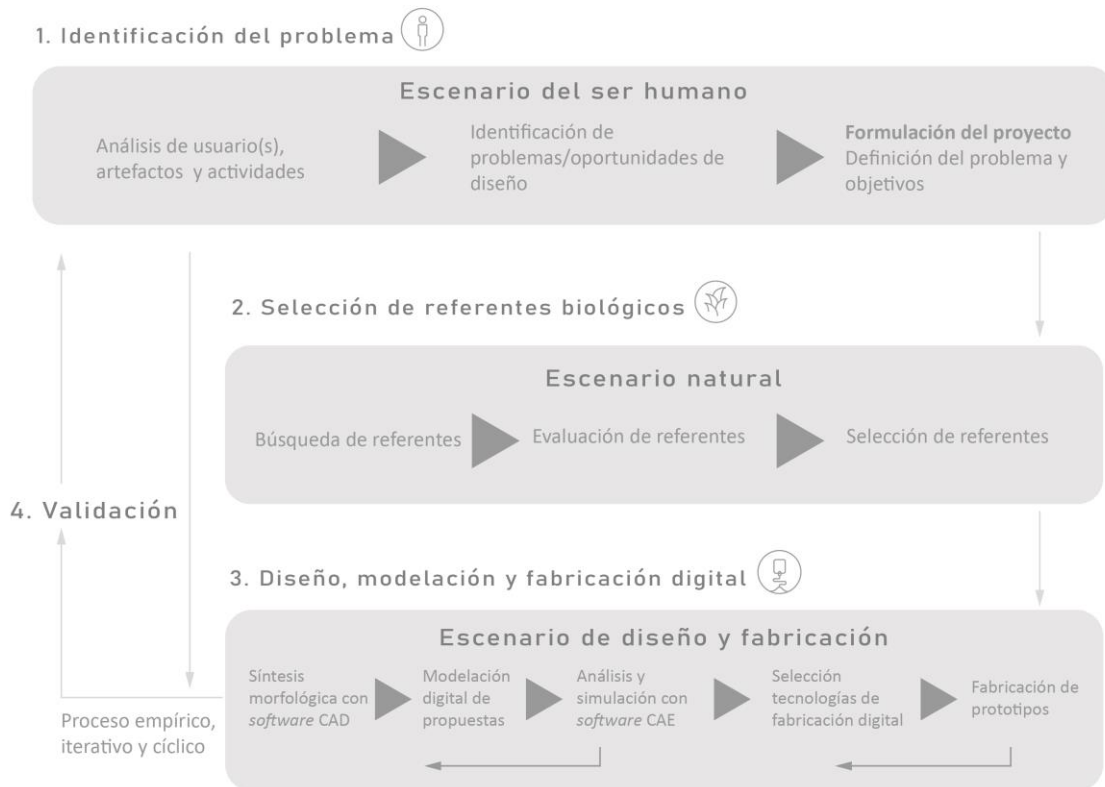 1. Identificación del problema
Escenario del ser humano
Análisis de usuario(s),
artefactos y actividades
Identificación de
problemas/oportunidades de
diseño
Formulación del proyecto
Definición del problema y
objetivos
2. Selección de referentes biológicos
Escenario natural
Búsqueda de referentes
Evaluación de referentes
Selección de referentes
4. Validación
3. Diseño, modelación y fabricación digital
Escenario de diseño y fabricación
Síntesis
morfológica con
software CAD
Modelación
digital de
propuestas
Análisis y
simulación con
software CAE
Selección
tecnologías de
fabricación digital
Fabricación de
prototipos
Proceso empírico,
iterativo y cíclico